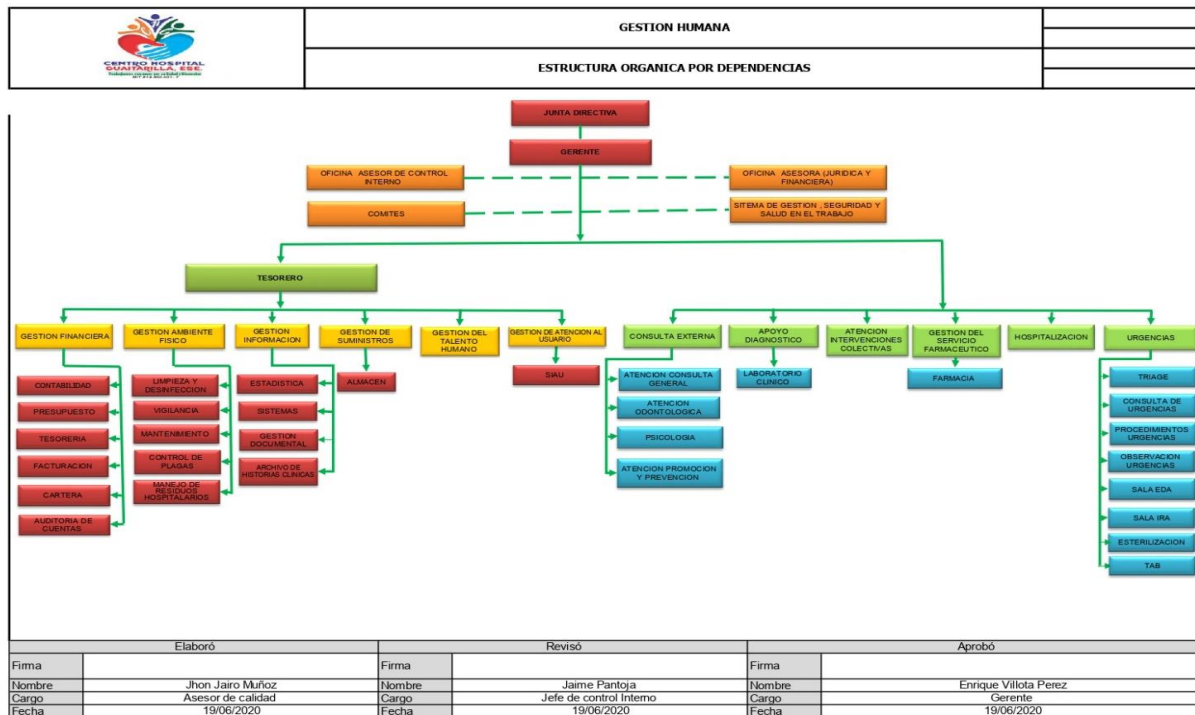 GESTION HUMANA
CENTRO HOSPITAL
GUAITARILLA, ESE.
ESTRUCTURA ORGANICA POR DEPENDENCIAS
JUNTA DIRECTIVA
GERENTE
OFICINA ASESOR DE CONTROL
INTERNO
OFICINA ASESORA (JURIDICA Y
FINANCIERA)
COMITES
SITEMA DE GESTION , SEGURIDAD Y
SALUD EN EL TRABAJO
TESORERO
GESTION FINANCIERA
GESTION AMBIENTE
FISICO
GESTION
INFORMACION
GESTION DE
SUMINISTROS
GESTION DEL
TALENTO
HUMANO
GESTION DE ATENCION AL
USUARIO
CONSULTA EXTERNA
APOYO
DIAGNOSTICO
ATENCION
INTERVENCIONES
COLECTIVAS
GESTION DEL
SERVICIO
FARMACEUTICO
HOSPITALIZACION
URGENCIAS
CONTABILIDAD
PRESUPUESTO
TESORERIA
FACTURACION
CARTERA
AUDITORIA DE
CUENTAS
LIMPIEZA Y
DESINFECCION
VIGILANCIA
MANTENIMIENTO
CONTROL DE
PLAGAS
MANEJO DE
RESIDUOS
HOSPITALARIOS
ESTADISTICA
SISTEMAS
GESTION
DOCUMENTAL
ARCHIVO DE
HISTORIAS CLINICAS
ALMACEN
SIAU
ATENCION CONSULTA
GENERAL
ATENCION
ODONTOLOGICA
PSICOLOGIA
ATENCION PROMOCION
Y PREVENCION
LABORATORIO
CLINICO
FARMACIA
TRIAGE
CONSULTA DE
URGENCIAS
PROCEDIMIENTOS
URGENCIAS
OBSERVACION
URGENCIAS
SALA EDA
SALA IRA
ESTERILIZACION
TAB
Elaboró Revisó Aprobó
Firma Firma Firma
Nombre Jhon Jairo Muñoz Nombre Jaime Pantoja Nombre Enrique Villota Perez
Cargo Asesor de calidad Cargo Jefe de control Interno Cargo Gerente
Fecha 19/06/2020 Fecha 19/06/2020 Fecha 19/06/2020